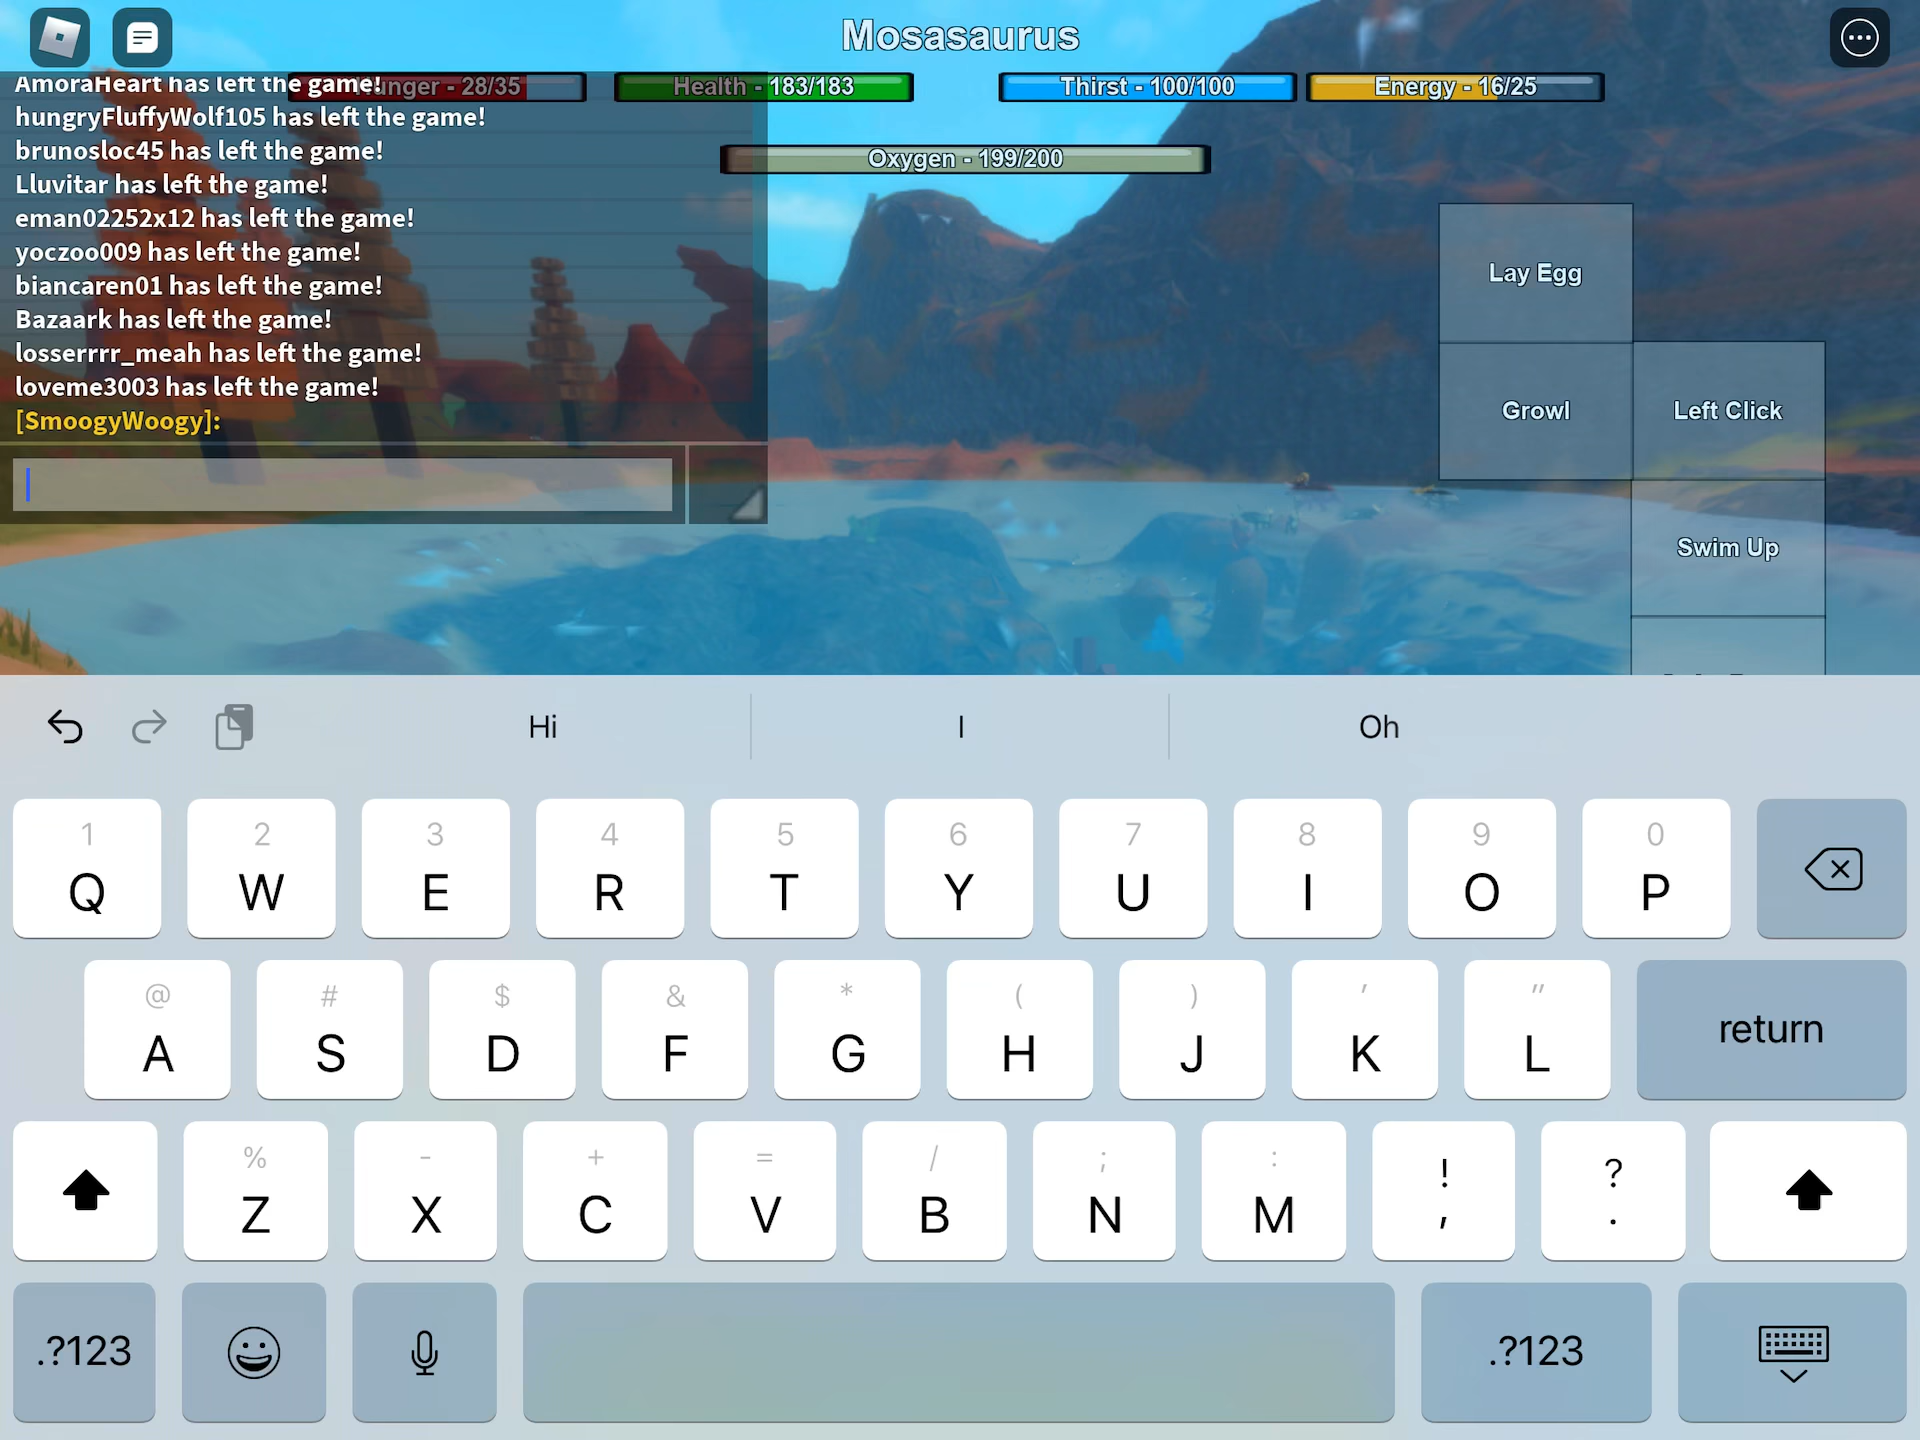 Mosasaurus
Hunger - 28/35
Health - 183/183
Thirst - 100/100
Energy - 16/25
Oxygen - 199/200
AmoraHeart has left the game!
hungryFluffyWolf105 has left the game!
brunosloc45 has left the game!
Lluvitar has left the game!
eman02252x12 has left the game!
yoczoo009 has left the game!
biancaren01 has left the game!
Bazaark has left the game!
losserrrr_meah has left the game!
loveme3003 has left the game!
[SmoogyWoogy]:
Lay Egg
Growl
Left Click
Swim Up
Hi
I
Oh
1 2 3 4 5 6 7 8 9 0
Q W E R T Y U I O P
@ # $ & * ( ) ' "
A S D F G H J K L return
% - + = / ; : ! ?
Z X C V B N M , .
.?123 .?123